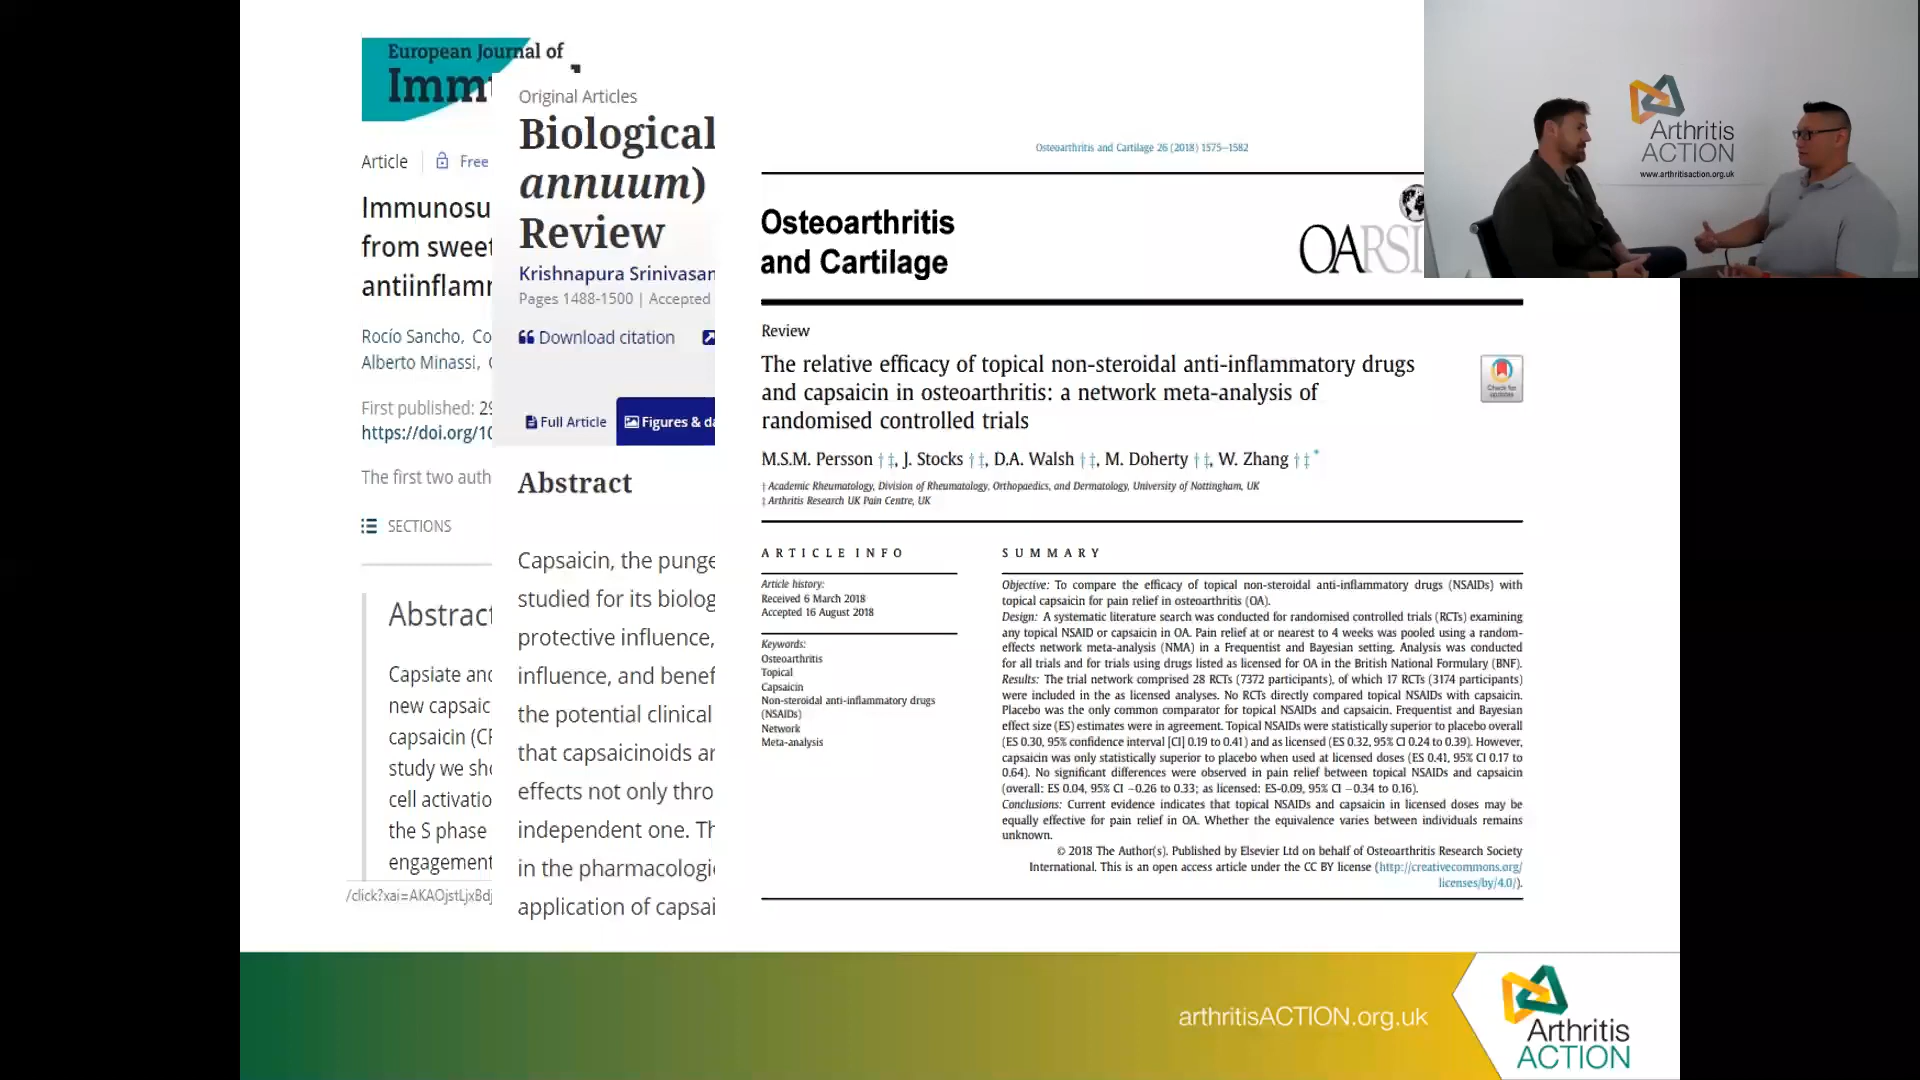 European Journal of
Imm
Article
Free
Immunosu
from sweet
antiinflamm
Rocío Sancho, Co
Alberto Minassi,
First published: 29
https://doi.org/10
The first two auth
SECTIONS
Abstract
Capsiate and
new capsaic
capsaicin (CF
study we sho
cell activatio
the S phase
engagement
/click?xai=AKAOjstLjxBdj
Original Articles
Biological
annuum)
Review
Krishnapura Srinivasan
Pages 1488-1500 | Accepted
Download citation
Full Article
Figures & da
Abstract
Capsaicin, the punge
studied for its biolog
protective influence,
influence, and benef
the potential clinical
that capsaicinoids ar
effects not only thro
independent one. Th
in the pharmacologi
application of capsai
Osteoarthritis and Cartilage 26 (2018) 1575–1582
Osteoarthritis
and Cartilage
OARSI
Review
The relative efficacy of topical non-steroidal anti-inflammatory drugs
and capsaicin in osteoarthritis: a network meta-analysis of
randomised controlled trials
Check for
updates
M.S.M. Persson † ‡, J. Stocks † ‡, D.A. Walsh † ‡, M. Doherty † ‡, W. Zhang † ‡ *
† Academic Rheumatology, Division of Rheumatology, Orthopaedics, and Dermatology, University of Nottingham, UK
‡ Arthritis Research UK Pain Centre, UK
ARTICLE INFO
Article history:
Received 6 March 2018
Accepted 16 August 2018
Keywords:
Osteoarthritis
Topical
Capsaicin
Non-steroidal anti-inflammatory drugs
(NSAIDs)
Network
Meta-analysis
SUMMARY
Objective: To compare the efficacy of topical non-steroidal anti-inflammatory drugs (NSAIDs) with
topical capsaicin for pain relief in osteoarthritis (OA).
Design: A systematic literature search was conducted for randomised controlled trials (RCTs) examining
any topical NSAID or capsaicin in OA. Pain relief at or nearest to 4 weeks was pooled using a random-
effects network meta-analysis (NMA) in a Frequentist and Bayesian setting. Analysis was conducted
for all trials and for trials using drugs listed as licensed for OA in the British National Formulary (BNF).
Results: The trial network comprised 28 RCTs (7372 participants), of which 17 RCTs (3174 participants)
were included in the as licensed analyses. No RCTs directly compared topical NSAIDs with capsaicin.
Placebo was the only common comparator for topical NSAIDs and capsaicin. Frequentist and Bayesian
effect size (ES) estimates were in agreement. Topical NSAIDs were statistically superior to placebo overall
(ES 0.30, 95% confidence interval [CI] 0.19 to 0.41) and as licensed (ES 0.32, 95% CI 0.24 to 0.39). However,
capsaicin was only statistically superior to placebo when used at licensed doses (ES 0.41, 95% CI 0.17 to
0.64). No significant differences were observed in pain relief between topical NSAIDs and capsaicin
(overall: ES 0.04, 95% CI −0.26 to 0.33; as licensed: ES-0.09, 95% CI −0.34 to 0.16).
Conclusions: Current evidence indicates that topical NSAIDs and capsaicin in licensed doses may be
equally effective for pain relief in OA. Whether the equivalence varies between individuals remains
unknown.
© 2018 The Author(s). Published by Elsevier Ltd on behalf of Osteoarthritis Research Society
International. This is an open access article under the CC BY license (http://creativecommons.org/
licenses/by/4.0/).
Arthritis
ACTION
www.arthritisaction.org.uk
arthritisACTION.org.uk
Arthritis
ACTION